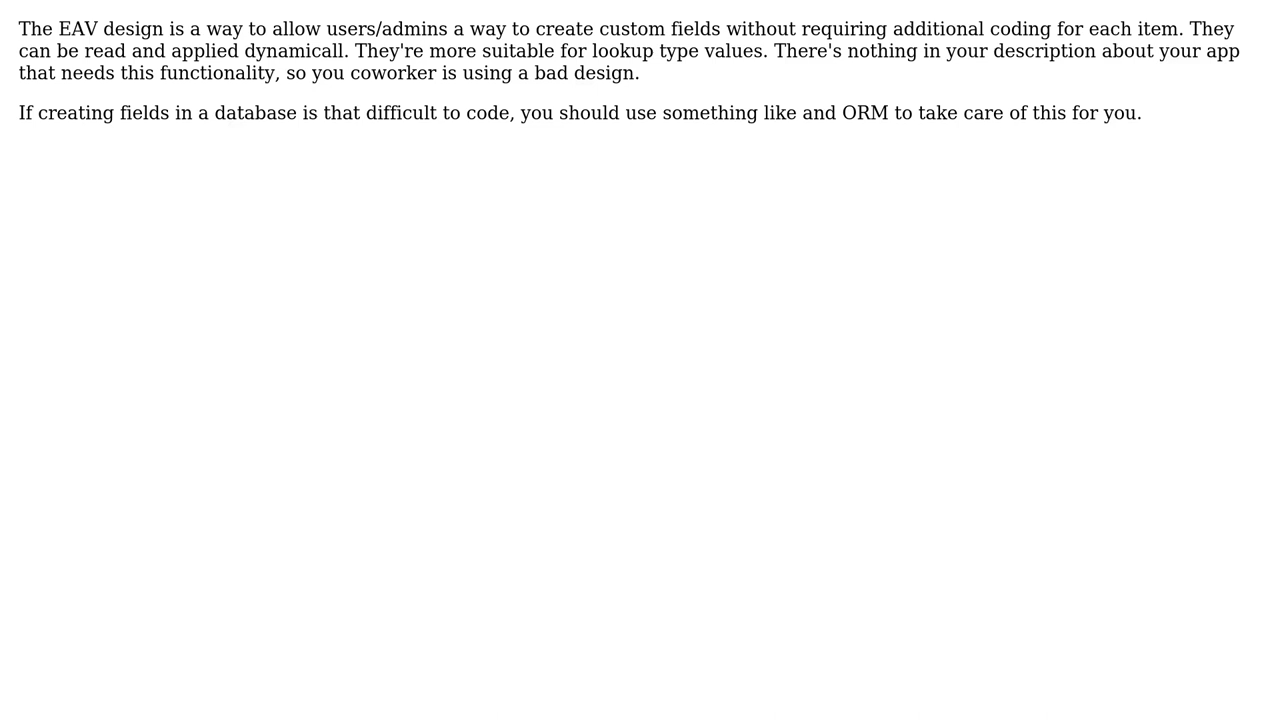 The EAV design is a way to allow users/admins a way to create custom fields without requiring additional coding for each item. They
can be read and applied dynamicall. They're more suitable for lookup type values. There's nothing in your description about your app
that needs this functionality, so you coworker is using a bad design.
If creating fields in a database is that difficult to code, you should use something like and ORM to take care of this for you.